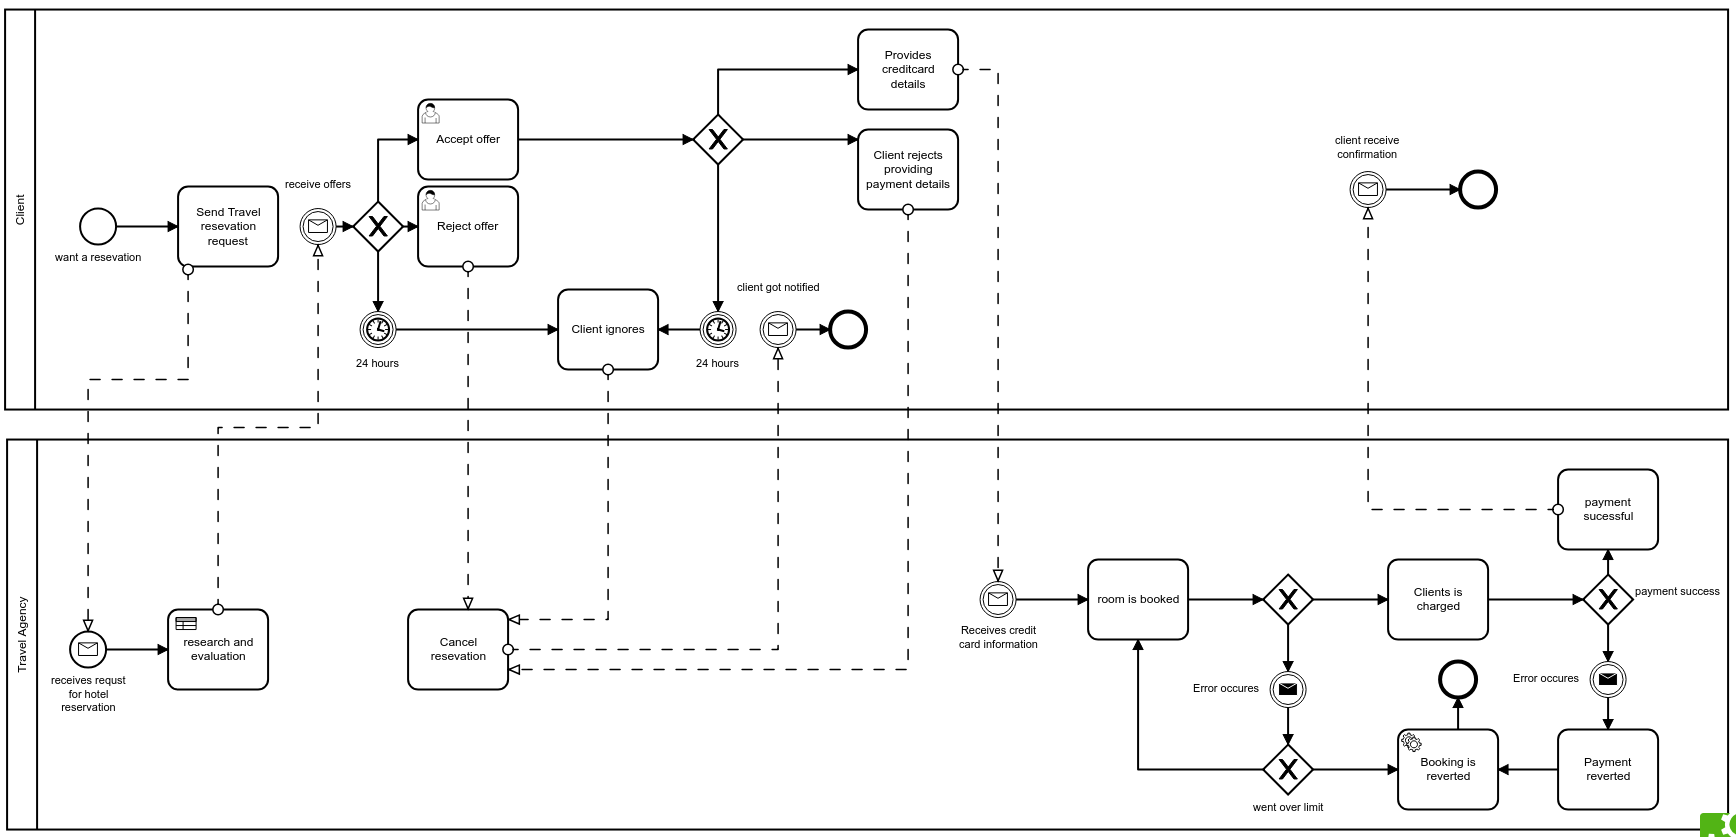 Client
want a resevation
Send Travel
resevation
request
receive offers
Accept offer
Reject offer
24 hours
Client ignores
24 hours
client got notified
Provides
creditcard
details
Client rejects
providing
payment details
client receive
confirmation
Travel Agency
receives requst
for hotel
reservation
research and
evaluation
Cancel
resevation
Receives credit
card information
room is booked
Error occures
went over limit
Clients is
charged
payment
sucessful
payment success
Error occures
Booking is
reverted
Payment
reverted